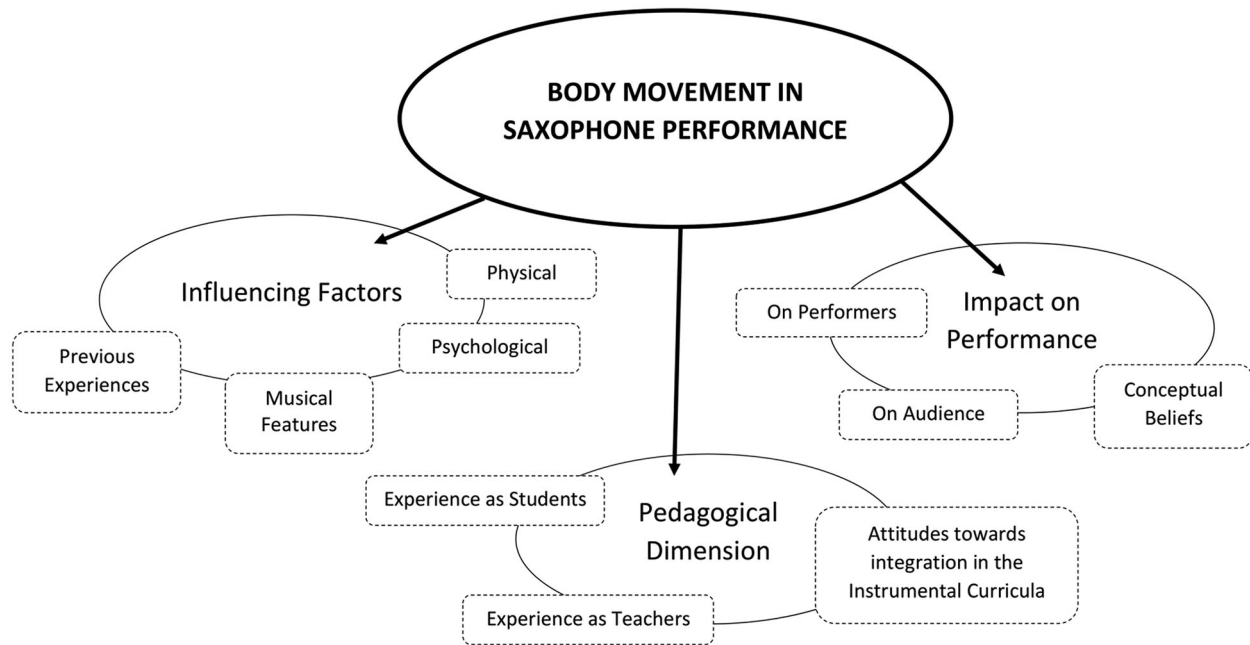 BODY MOVEMENT IN
SAXOPHONE PERFORMANCE
Influencing Factors
Physical
Psychological
Previous
Experiences
Musical
Features
Impact on
Performance
On Performers
On Audience
Conceptual
Beliefs
Pedagogical
Dimension
Experience as Students
Experience as Teachers
Attitudes towards
integration in the
Instrumental Curricula